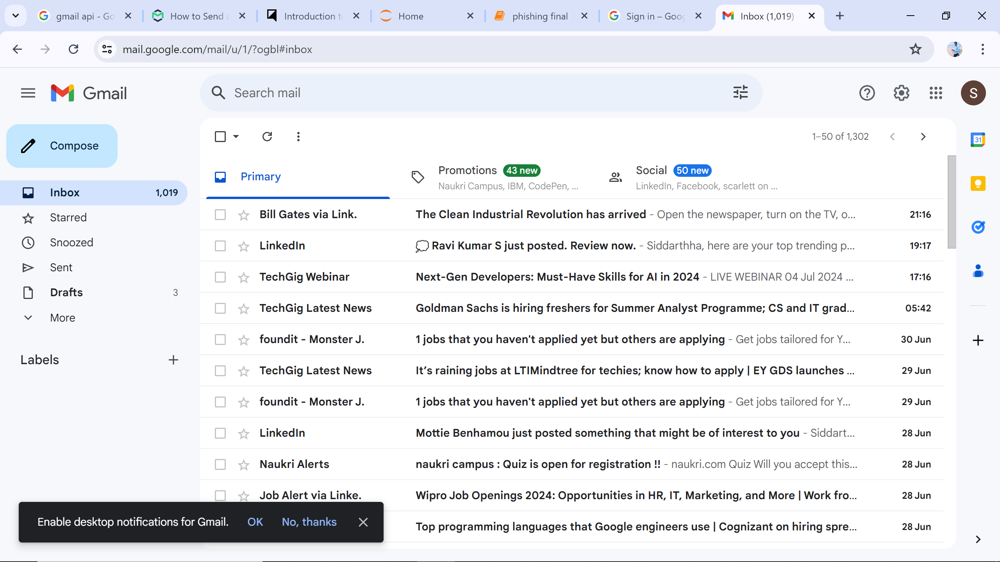 gmail api - Go
How to Send a
Introduction to
Home
phishing final
Sign in – Goog
Inbox (1,019)
mail.google.com/mail/u/1/?ogbl#inbox
Gmail
Search mail
S
Compose
1–50 of 1,302
31
Primary
Promotions 43 new
Naukri Campus, IBM, CodePen, ...
Social 50 new
LinkedIn, Facebook, scarlett on ...
Inbox 1,019
Starred
Snoozed
Sent
Drafts 3
More
Labels
Bill Gates via Link. The Clean Industrial Revolution has arrived - Open the newspaper, turn on the TV, o... 21:16
LinkedIn 💭 Ravi Kumar S just posted. Review now. - Siddarthha, here are your top trending p... 19:17
TechGig Webinar Next-Gen Developers: Must-Have Skills for AI in 2024 - LIVE WEBINAR 04 Jul 2024 ... 17:16
TechGig Latest News Goldman Sachs is hiring freshers for Summer Analyst Programme; CS and IT grad... 05:42
foundit - Monster J. 1 jobs that you haven't applied yet but others are applying - Get jobs tailored for Y... 30 Jun
TechGig Latest News It’s raining jobs at LTIMindtree for techies; know how to apply | EY GDS launches ... 29 Jun
foundit - Monster J. 1 jobs that you haven't applied yet but others are applying - Get jobs tailored for Y... 29 Jun
LinkedIn Mottie Benhamou just posted something that might be of interest to you - Siddart... 28 Jun
Naukri Alerts naukri campus : Quiz is open for registration !! - naukri.com Quiz Will you accept this... 28 Jun
Job Alert via Linke. Wipro Job Openings 2024: Opportunities in HR, IT, Marketing, and More | Work fro... 28 Jun
Top programming languages that Google engineers use | Cognizant on hiring spre... 28 Jun
Enable desktop notifications for Gmail. OK No, thanks